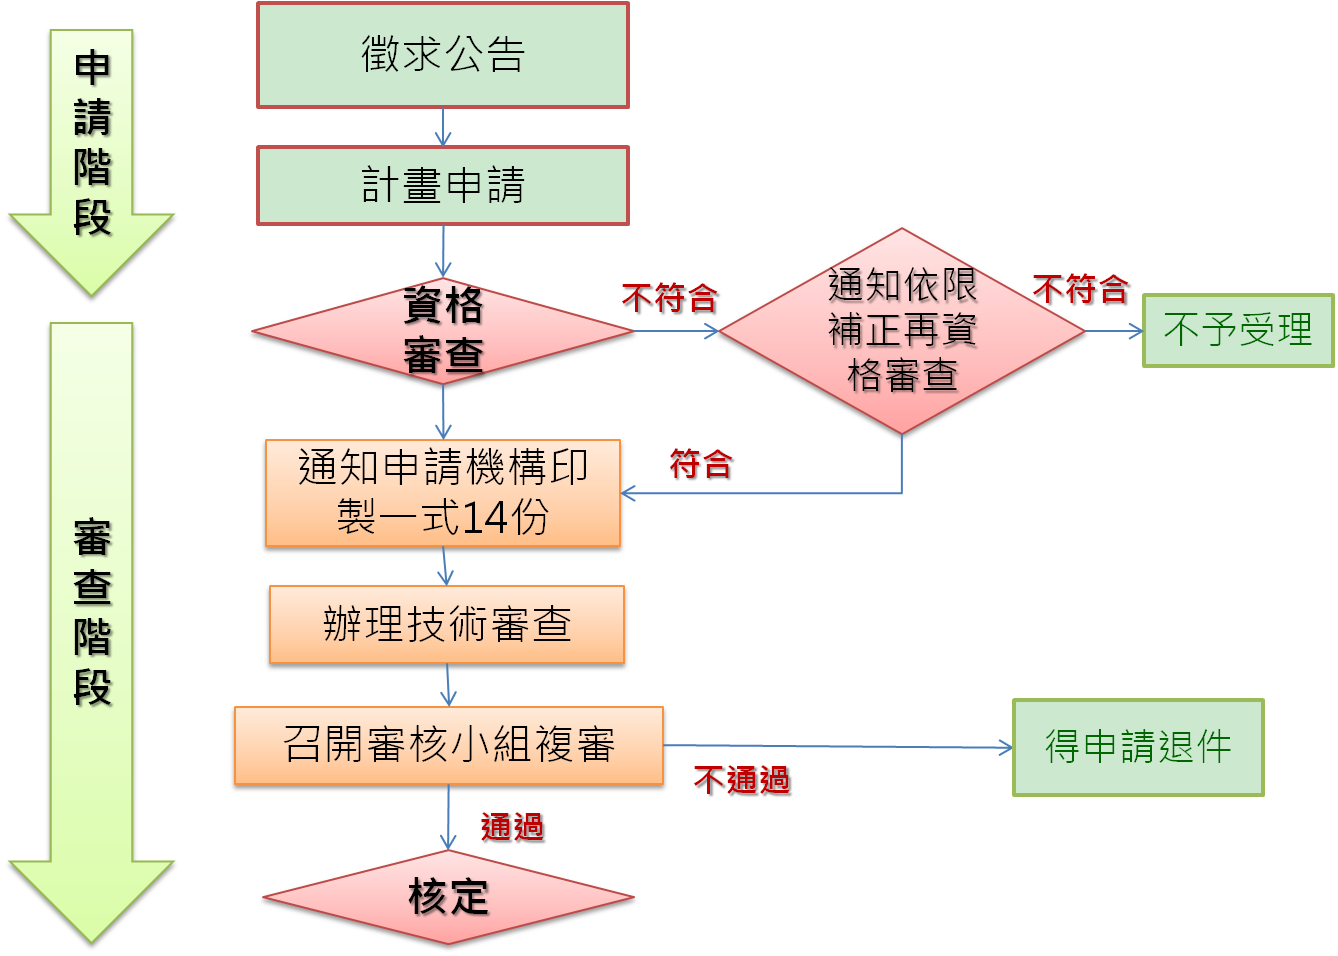 申
請
階
段
徵求公告
計畫申請
資格
審查
不符合
通知依限
補正再資
格審查
不符合
不予受理
審
查
階
段
符合
通知申請機構印
製一式14份
辦理技術審查
召開審核小組複審
不通過
得申請退件
通過
核定